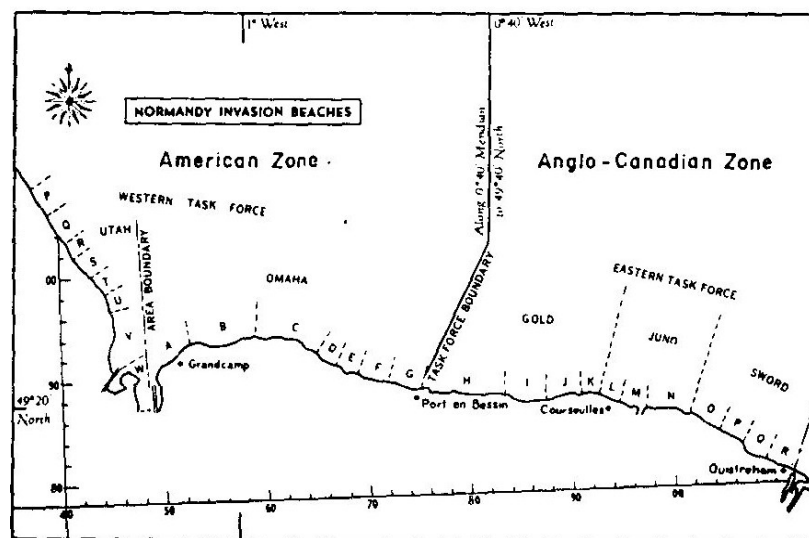 1° West
0°40' West
NORMANDY INVASION BEACHES
American Zone
Anglo-Canadian Zone
Along 0°40' Meridian
to 49°40' North
WESTERN TASK FORCE
EASTERN TASK FORCE
UTAH
AREA BOUNDARY
OMAHA
TASK FORCE BOUNDARY
GOLD
JUNO
SWORD
P
Q
R
S
T
U
V
W
A
B
C
D
E
F
G
H
I
J
K
L
M
N
O
P
Q
R
Grandcamp
Port en Bessin
Courseulles
Ouistreham
00
90
49°20'
North
80
40
50
60
70
80
90
00
10